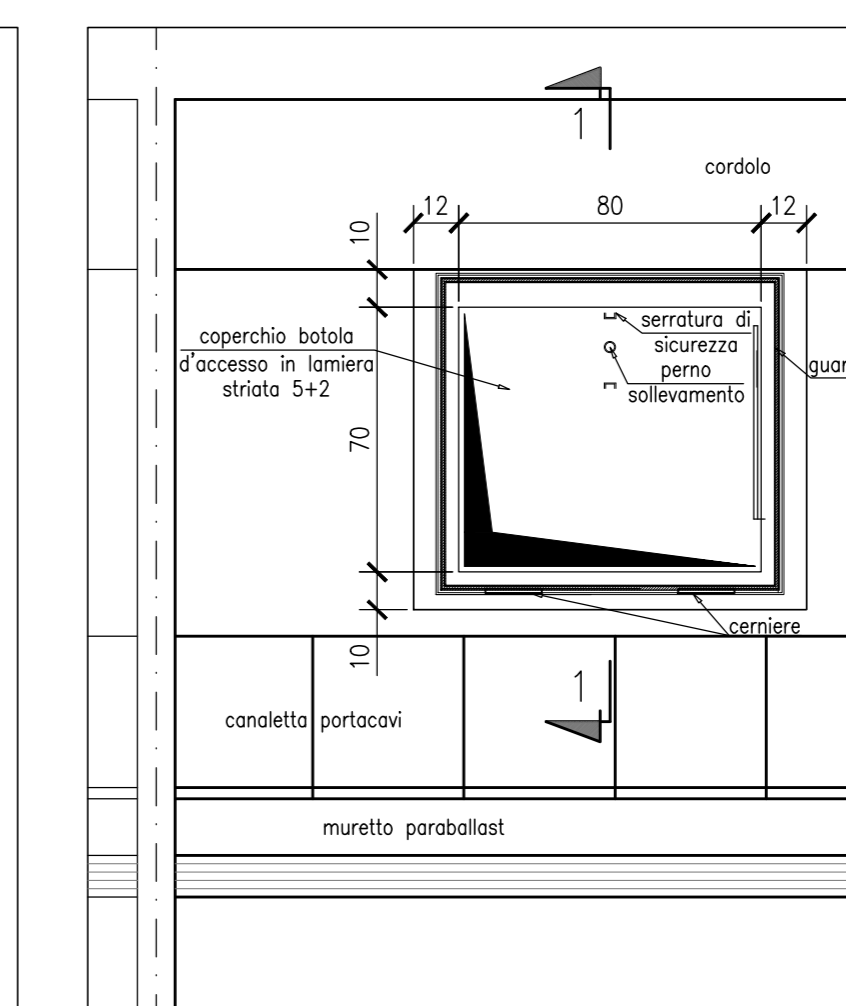 1
cordolo
12
80
12
10
coperchio botola
d'accesso in lamiera
striata 5+2
serratura di
sicurezza
perno
sollevamento
guar
70
cerniere
10
1
canaletta portacavi
muretto paraballast